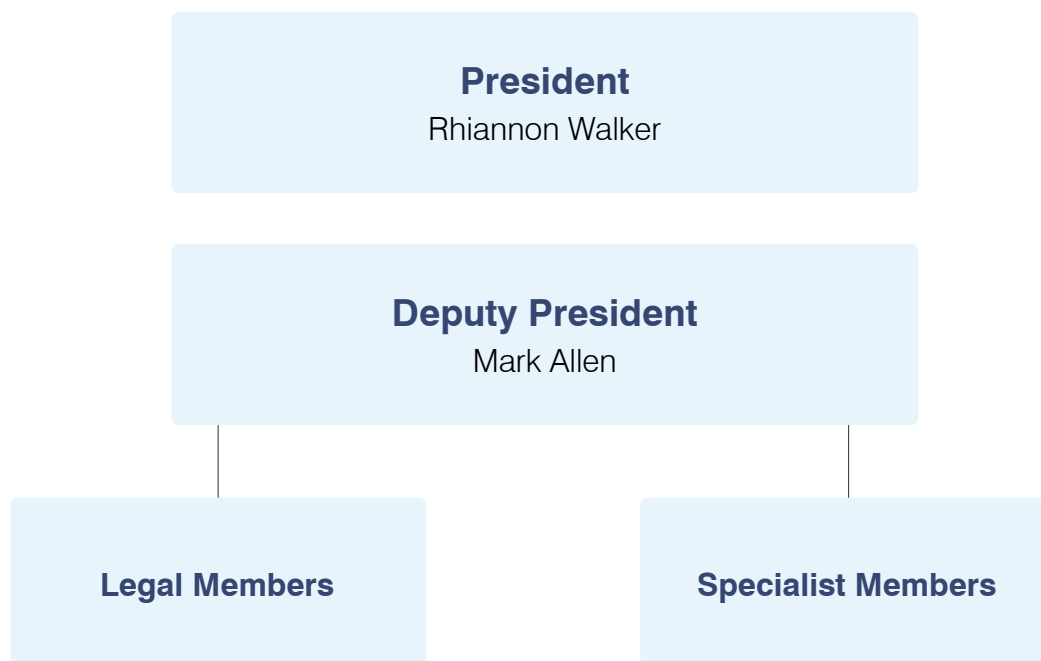 President
Rhiannon Walker
Deputy President
Mark Allen
Legal Members
Specialist Members